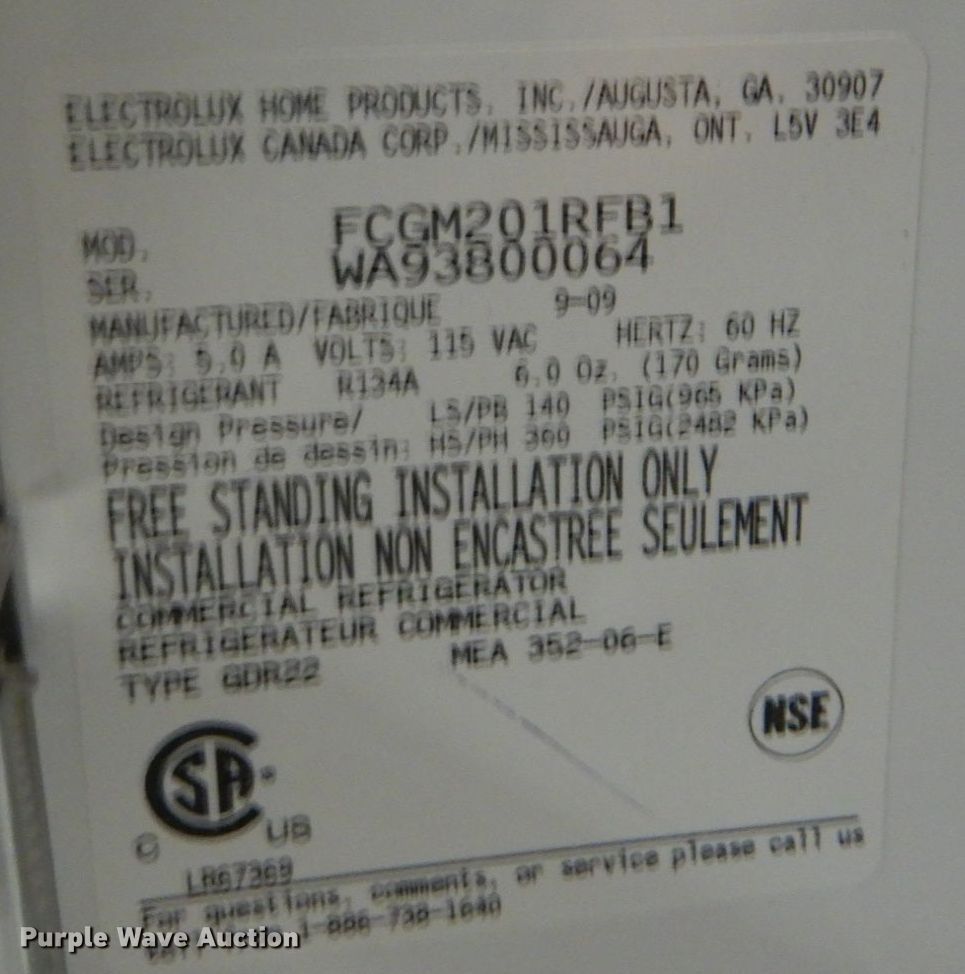 ELECTROLUX HOME PRODUCTS, INC./AUGUSTA, GA. 30907
ELECTROLUX CANADA CORP./MISSISSAUGA, ONT. L5V 3E4
MOD. FCGM201RFB1
SER. WA93800064
MANUFACTURED/FABRIQUE 9-09
AMPS: 5.0 A VOLTS: 115 VAC HERTZ: 60 HZ
REFRIGERANT R134A 6.0 Oz. (170 Grams)
Design Pressure/ LS/PB 140 PSIG(965 KPa)
Pression de dessin: HS/PH 360 PSIG(2482 KPa)
FREE STANDING INSTALLATION ONLY
INSTALLATION NON ENCASTREE SEULEMENT
COMMERCIAL REFRIGERATOR
REFRIGERATEUR COMMERCIAL
TYPE GDR22 MEA 352-06-E
NSF
SA
C US
LR67369
For questions, comments, or service please call us
Purple Wave Auction